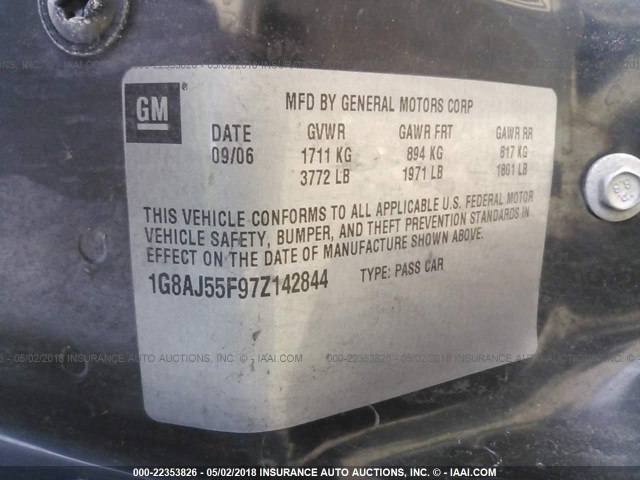 GM ®
MFD BY GENERAL MOTORS CORP
DATE GVWR GAWR FRT GAWR RR
09/06 1711 KG 894 KG 817 KG
3772 LB 1971 LB 1801 LB
THIS VEHICLE CONFORMS TO ALL APPLICABLE U.S. FEDERAL MOTOR
VEHICLE SAFETY, BUMPER, AND THEFT PREVENTION STANDARDS IN
EFFECT ON THE DATE OF MANUFACTURE SHOWN ABOVE.
1G8AJ55F97Z142844 TYPE: PASS CAR
000-22353826 - 05/02/2018 INSURANCE AUTO AUCTIONS, INC. - © IAAI.COM